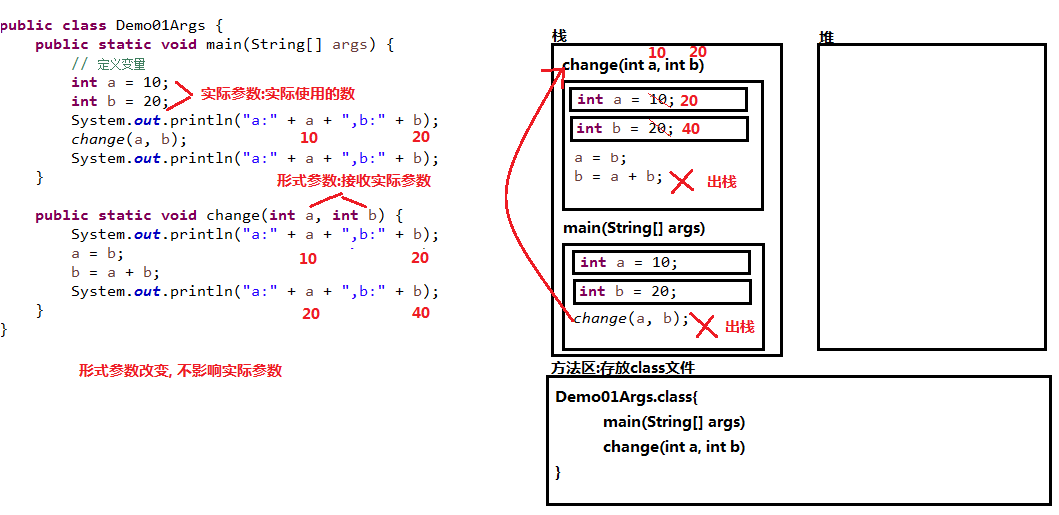 public class Demo01Args {
public static void main(String[] args) {
// 定义变量
int a = 10;
int b = 20;
实际参数:实际使用的数
System.out.println("a:" + a + ",b:" + b);
change(a, b);
10 20
System.out.println("a:" + a + ",b:" + b);
}
形式参数:接收实际参数
public static void change(int a, int b) {
System.out.println("a:" + a + ",b:" + b);
a = b;
10 20
b = a + b;
System.out.println("a:" + a + ",b:" + b);
}
20 40
}
形式参数改变, 不影响实际参数
栈
10 20
change(int a, int b)
int a = 10; 20
int b = 20; 40
a = b;
b = a + b;
出栈
main(String[] args)
int a = 10;
int b = 20;
change(a, b);
出栈
堆
方法区:存放class文件
Demo01Args.class{
main(String[] args)
change(int a, int b)
}